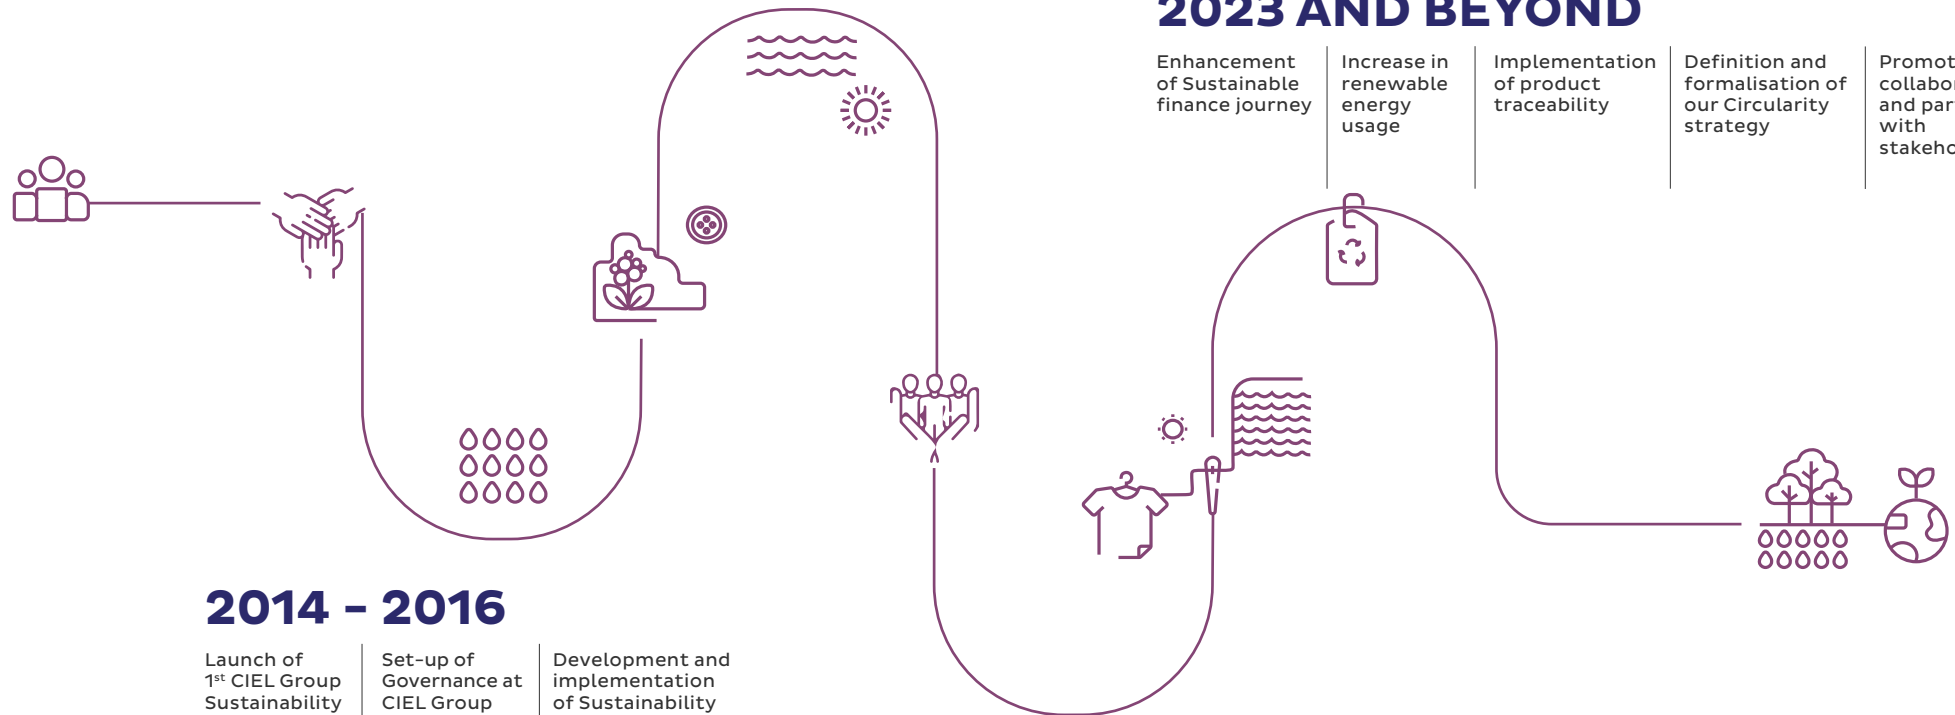 2023 AND BEYOND
Enhancement
of Sustainable
finance journey
Increase in
renewable
energy
usage
Implementation
of product
traceability
Definition and
formalisation of
our Circularity
strategy
and
with
2014 – 2016
Launch of
1st CIEL Group
Sustainability
Set-up of
Governance at
CIEL Group
Development and
implementation
of Sustainability